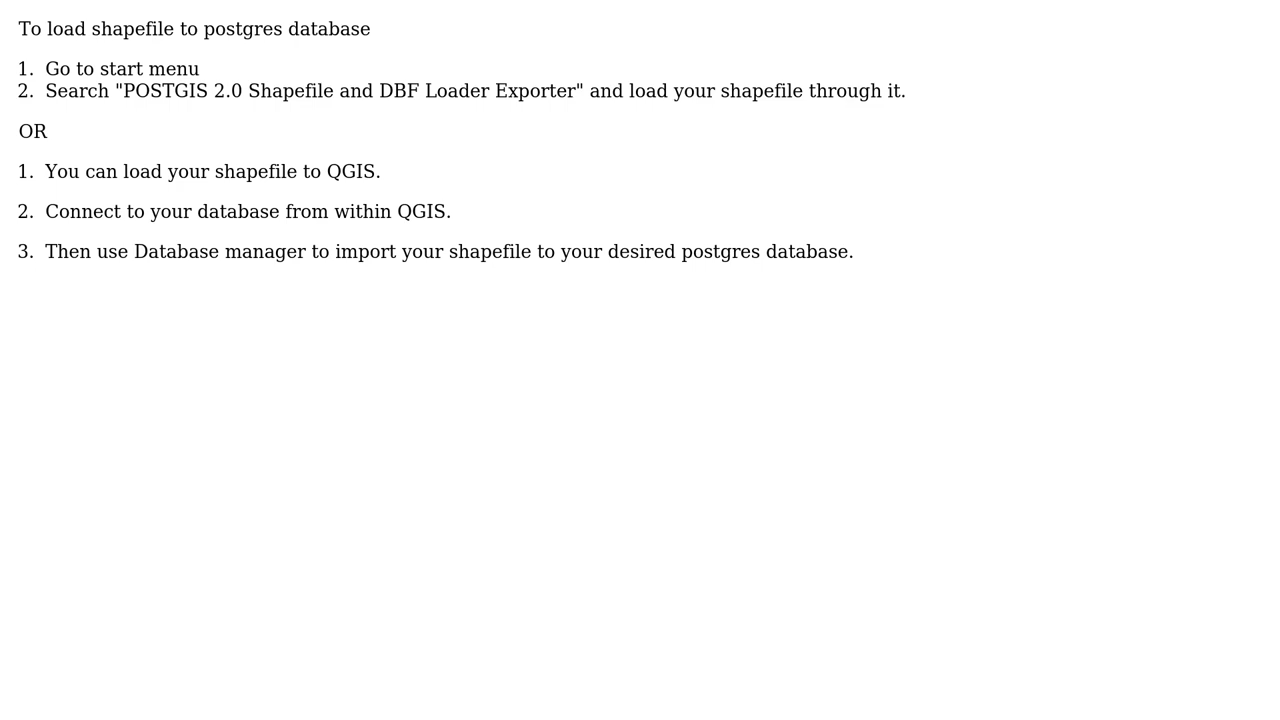 To load shapefile to postgres database
1. Go to start menu
2. Search "POSTGIS 2.0 Shapefile and DBF Loader Exporter" and load your shapefile through it.
OR
1. You can load your shapefile to QGIS.
2. Connect to your database from within QGIS.
3. Then use Database manager to import your shapefile to your desired postgres database.